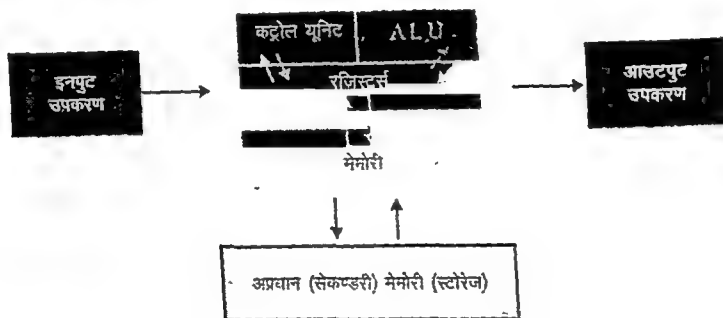 कंट्रोल यूनिट
ALU
इनपुट
उपकरण
रजिस्टर्स
आउटपुट
उपकरण
मेमोरी
अप्रधान (सेकण्डरी) मेमोरी (स्टोरेज)